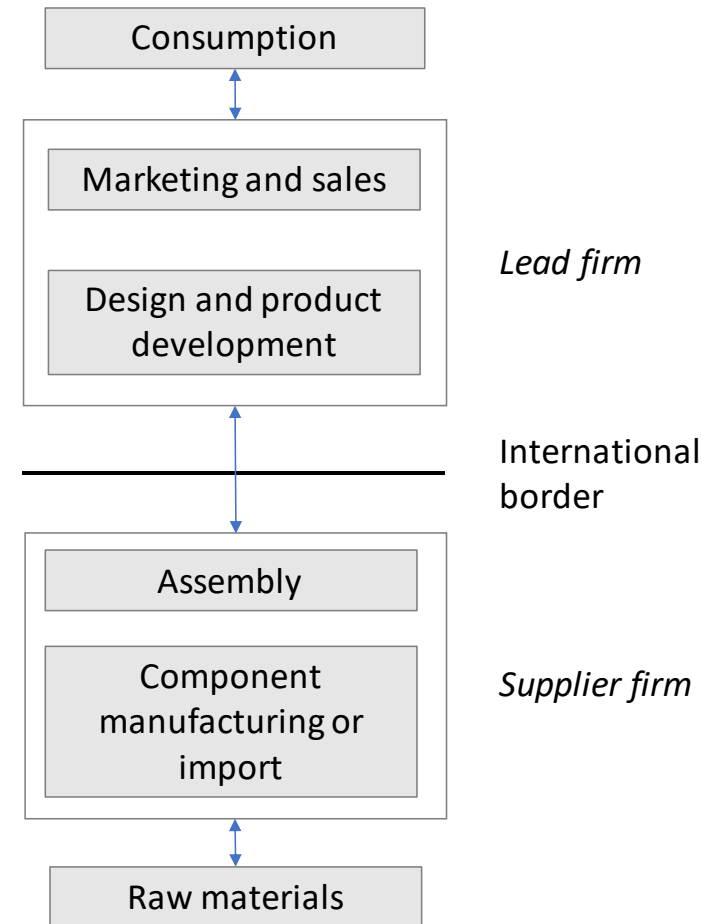 Consumption
Marketing and sales
Lead firm
Design and product
development
International
border
Assembly
Component
manufacturing or
import
Supplier firm
Raw materials